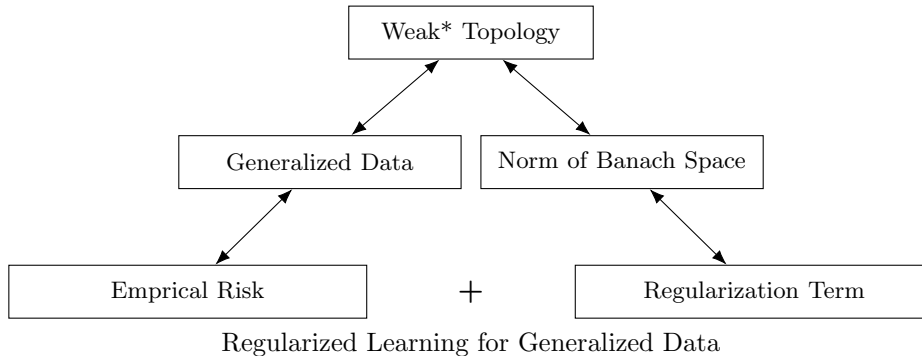 Weak* Topology
Generalized Data
Norm of Banach Space
Emprical Risk
+
Regularization Term
Regularized Learning for Generalized Data